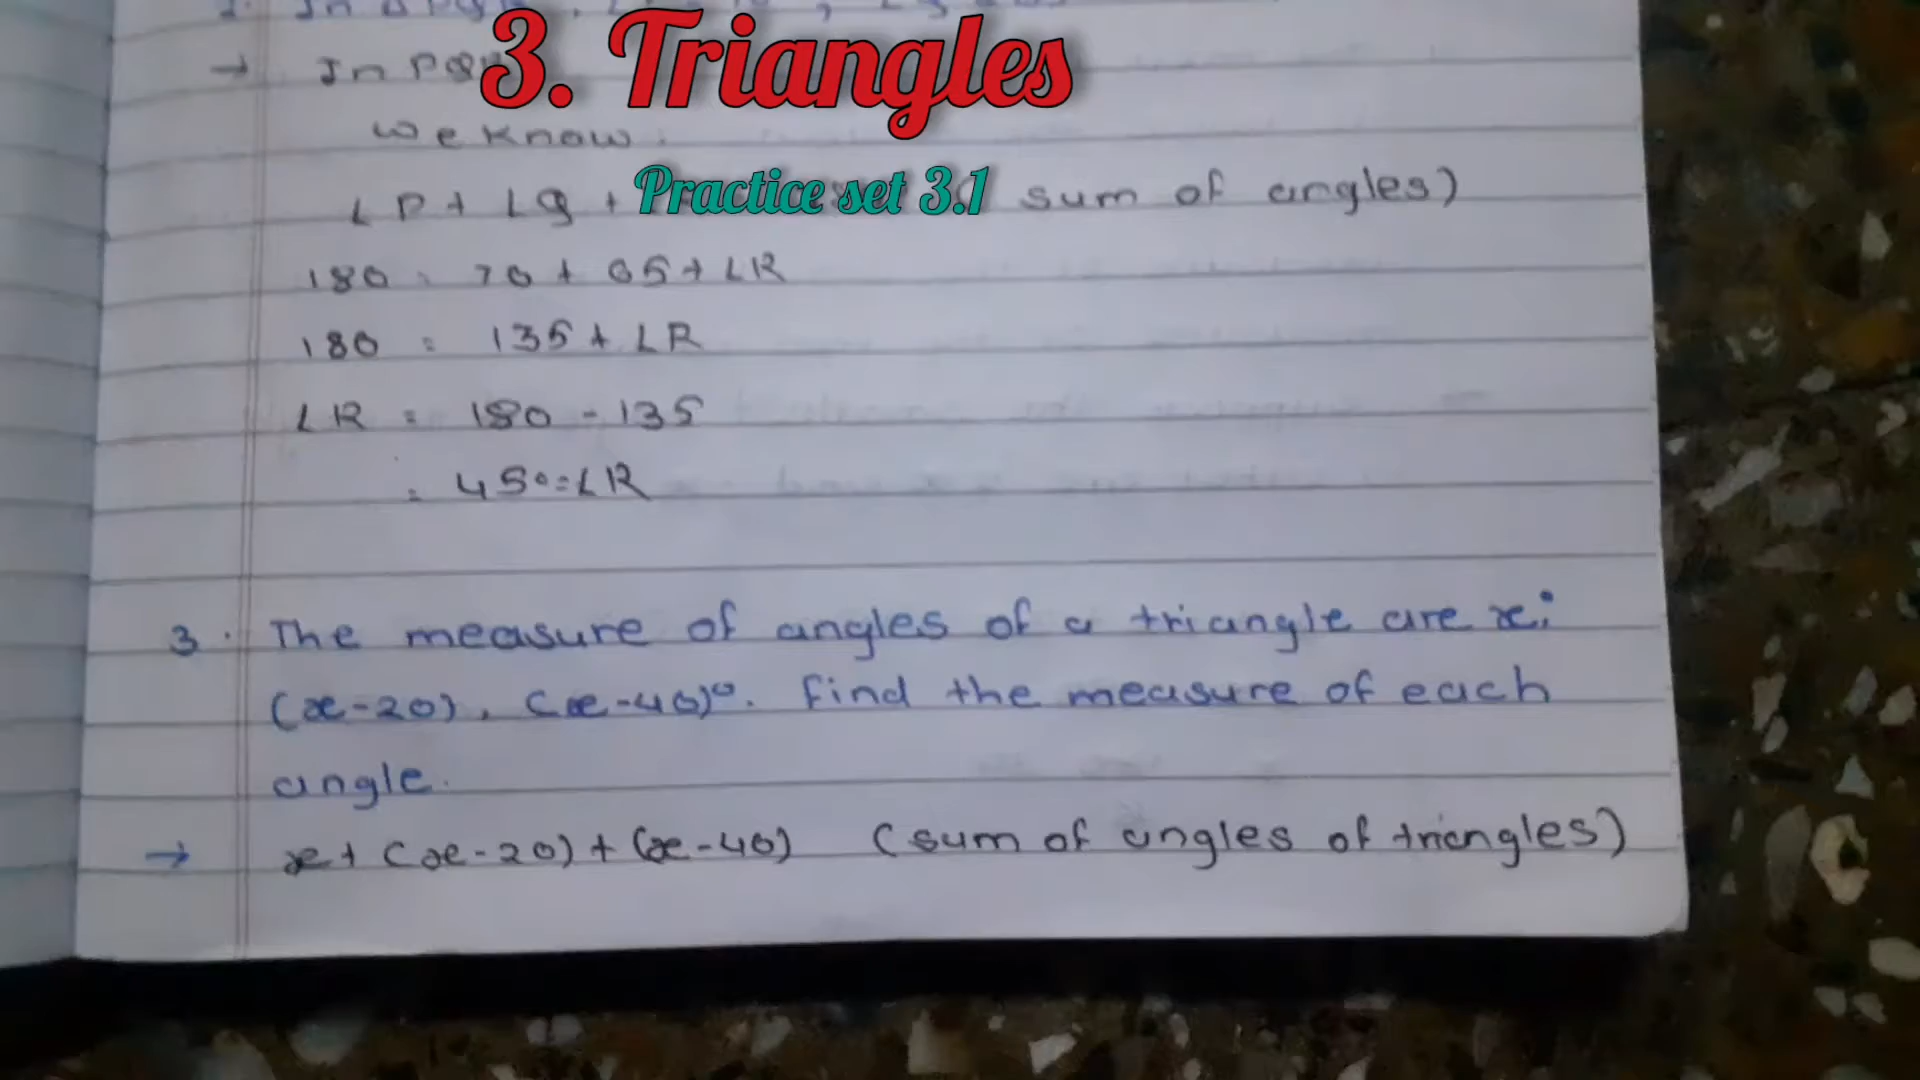 3. Triangles
→ In PQ
we know.
Practice set 3.1
∠P + ∠Q + sum of angles)
180 = 70 + 65 + ∠R
180 = 135 + ∠R
∠R = 180 - 135
= 45° = ∠R
3. The measure of angles of a triangle are x°,
(x-20), (x-40)°. Find the measure of each
angle.
→ x + (x-20) + (x-40) (sum of angles of triangles)